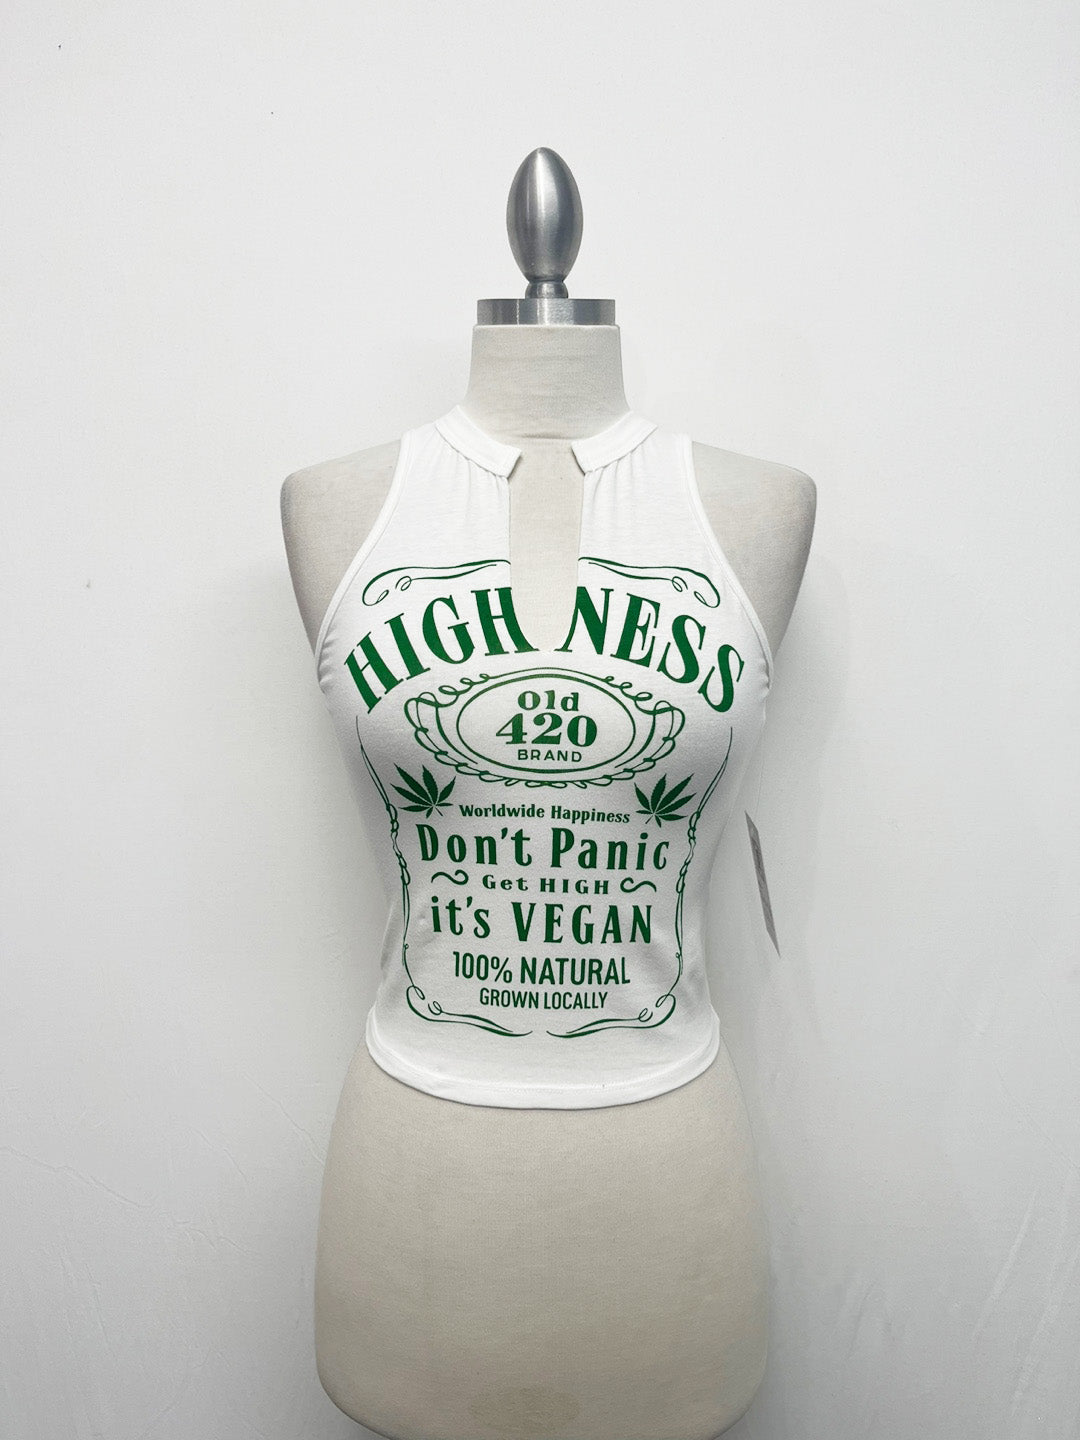 HIGH NESS
Old
420
BRAND
Worldwide Happiness
Don't Panic
Get HIGH
it's VEGAN
100% NATURAL
GROWN LOCALLY